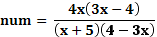 num = 4x(3x − 4) / (x + 5)(4 − 3x)